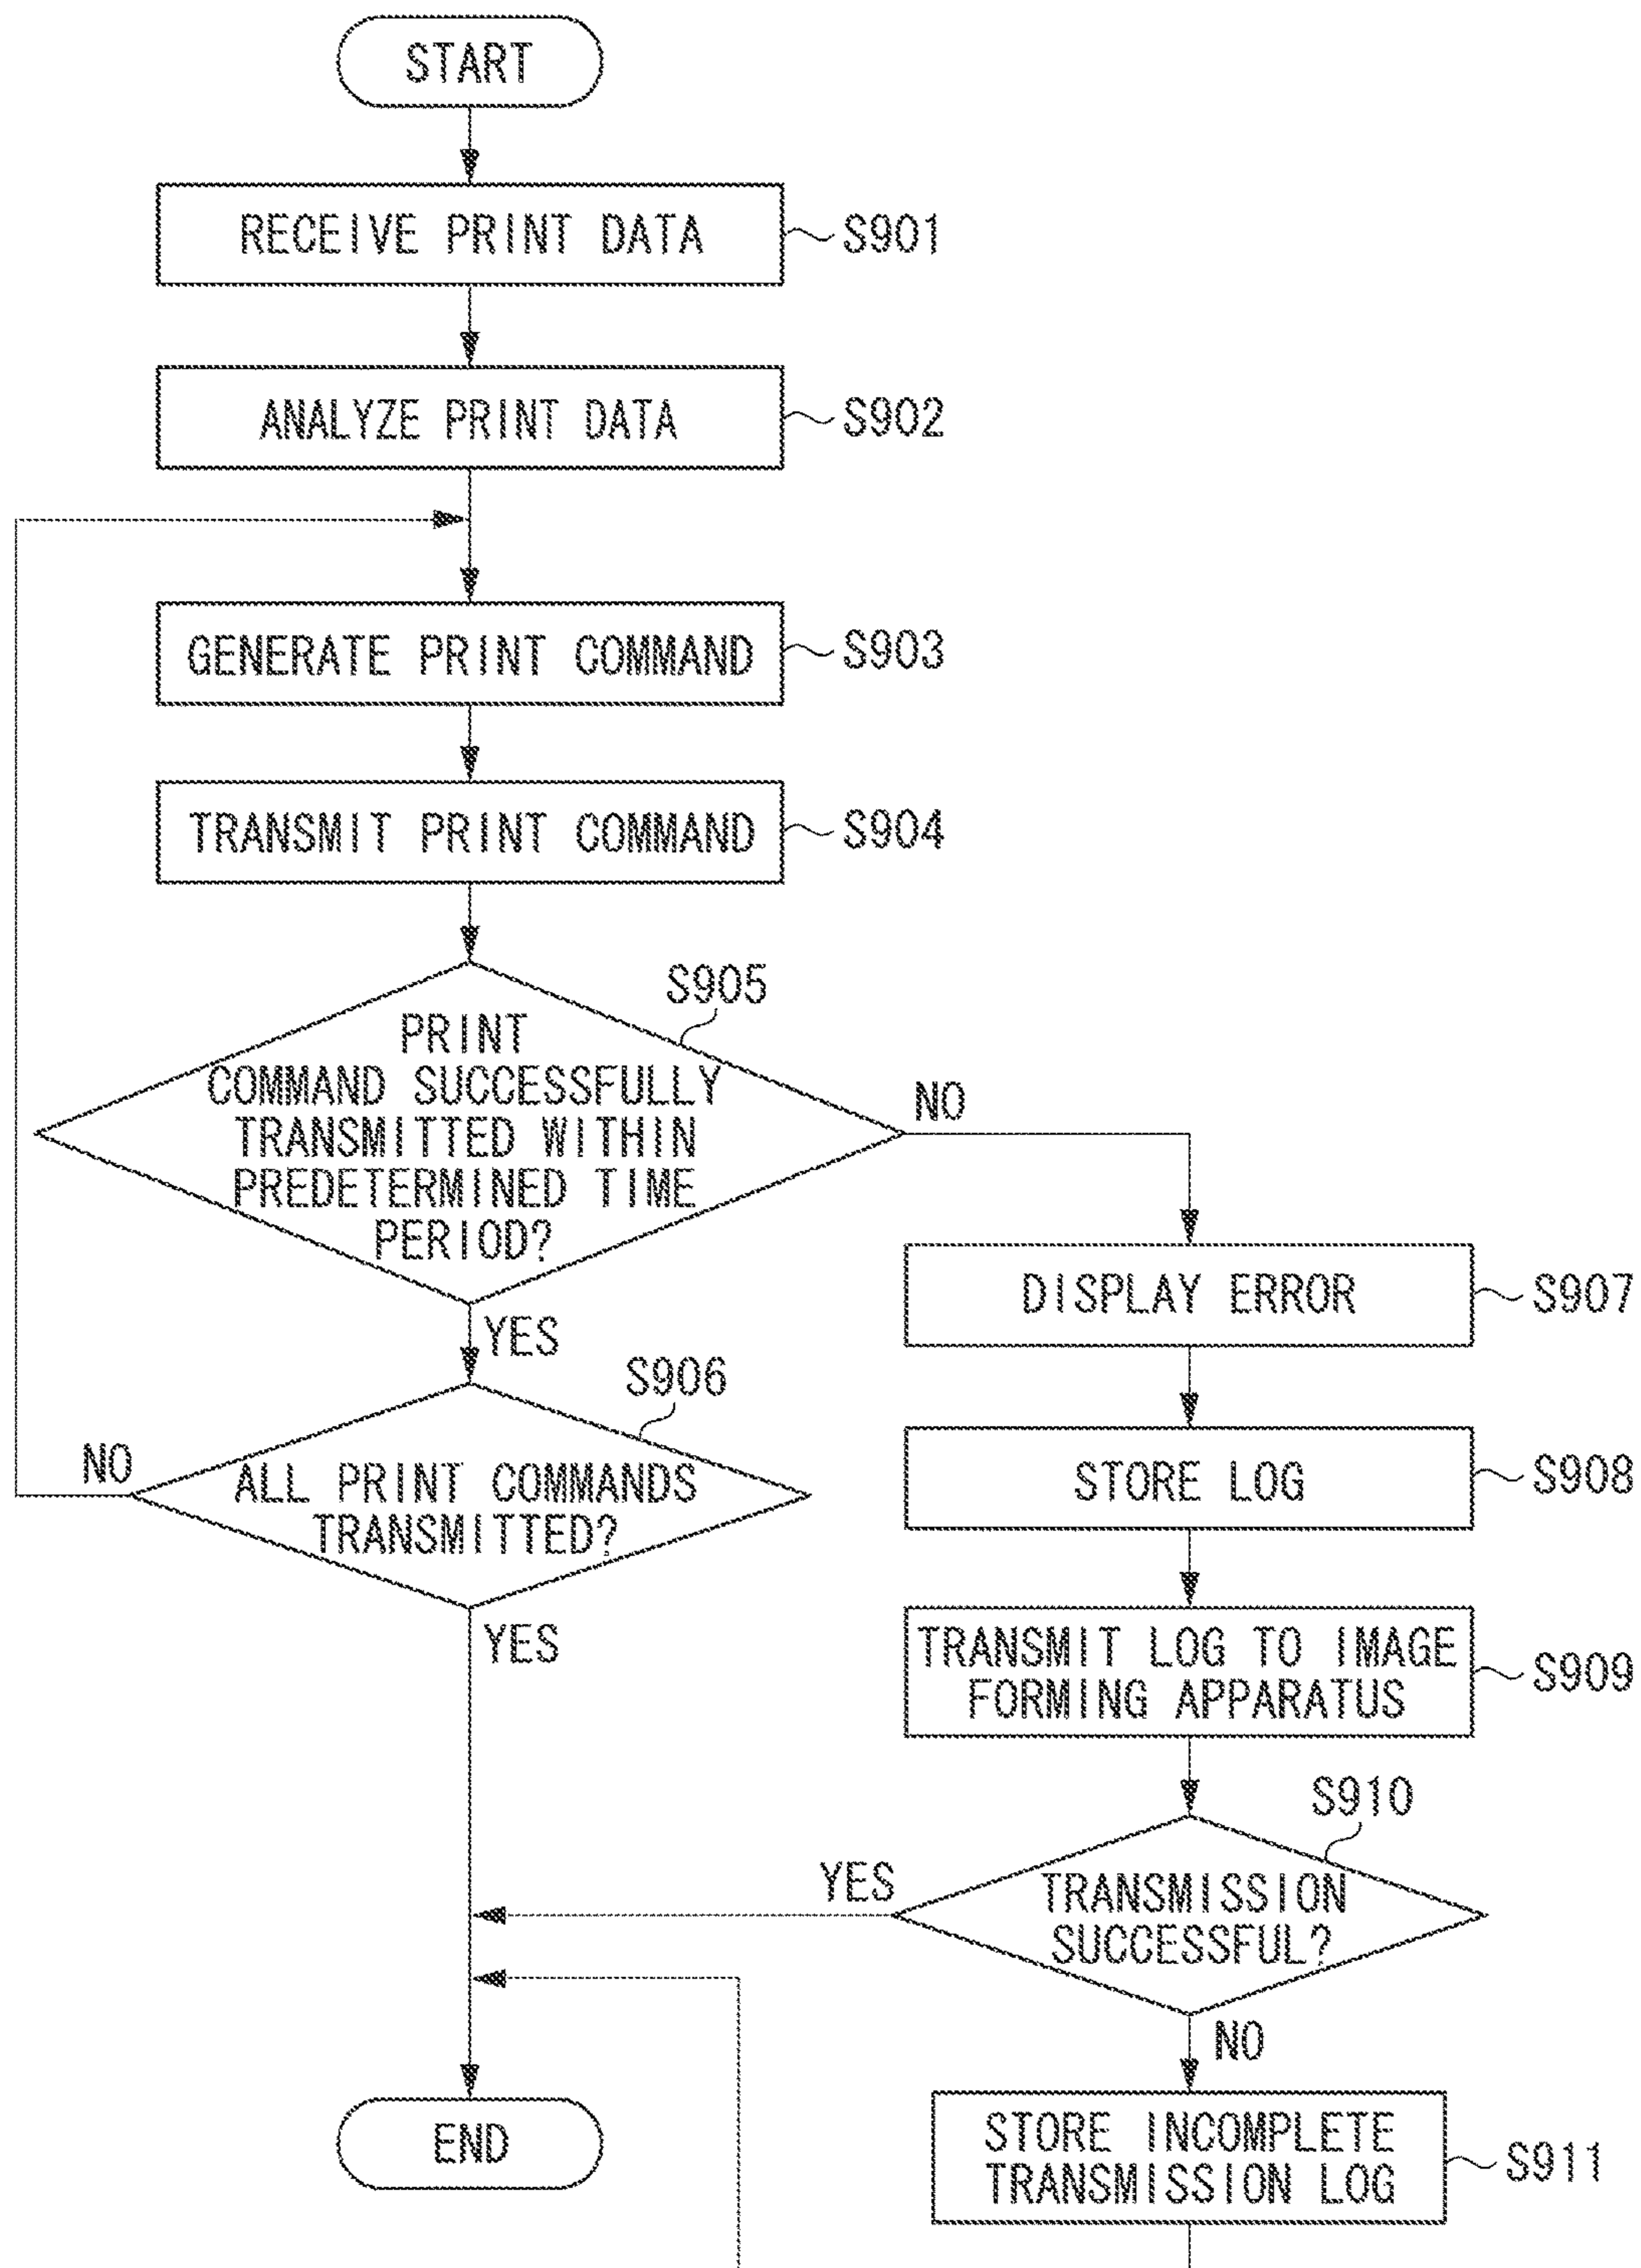 START
RECEIVE PRINT DATA
S901
ANALYZE PRINT DATA
S902
GENERATE PRINT COMMAND
S903
TRANSMIT PRINT COMMAND
S904
S905
PRINT
COMMAND SUCCESSFULLY
TRANSMITTED WITHIN
PREDETERMINED TIME
PERIOD?
NO
YES
S906
ALL PRINT COMMANDS
TRANSMITTED?
NO
YES
DISPLAY ERROR
S907
STORE LOG
S908
TRANSMIT LOG TO IMAGE
FORMING APPARATUS
S909
S910
TRANSMISSION
SUCCESSFUL?
YES
NO
STORE INCOMPLETE
TRANSMISSION LOG
S911
END